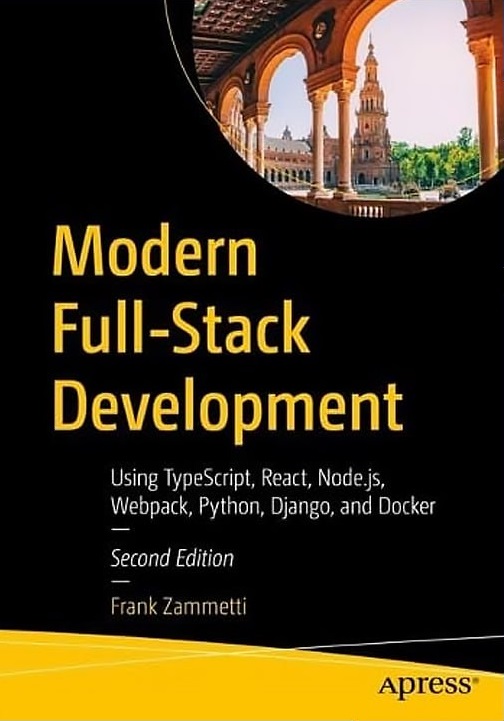 Modern
Full-Stack
Development
Using TypeScript, React, Node.js,
Webpack, Python, Django, and Docker
Second Edition
Frank Zammetti
Apress®